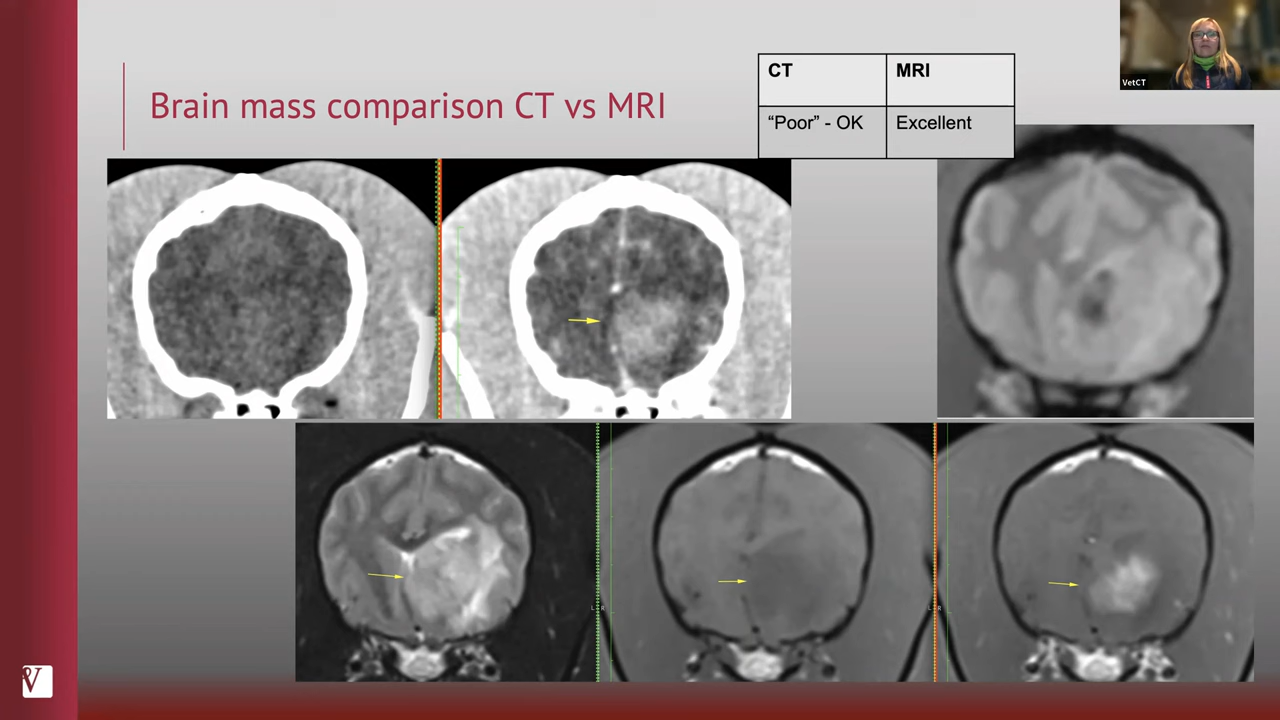 Brain mass comparison CT vs MRI
CT MRI
"Poor" - OK Excellent
VetCT
L R
L R
V